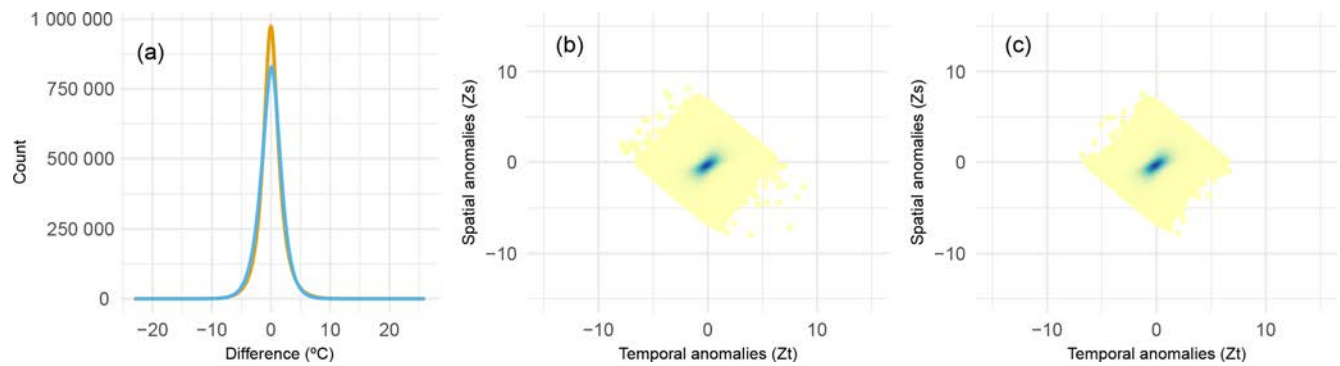 (a)
Count
1 000 000
750 000
500 000
250 000
0
−20 −10 0 10 20
Difference (ºC)
(b)
Spatial anomalies (Zs)
10
0
−10
−10 0 10
Temporal anomalies (Zt)
(c)
Spatial anomalies (Zs)
10
0
−10
−10 0 10
Temporal anomalies (Zt)